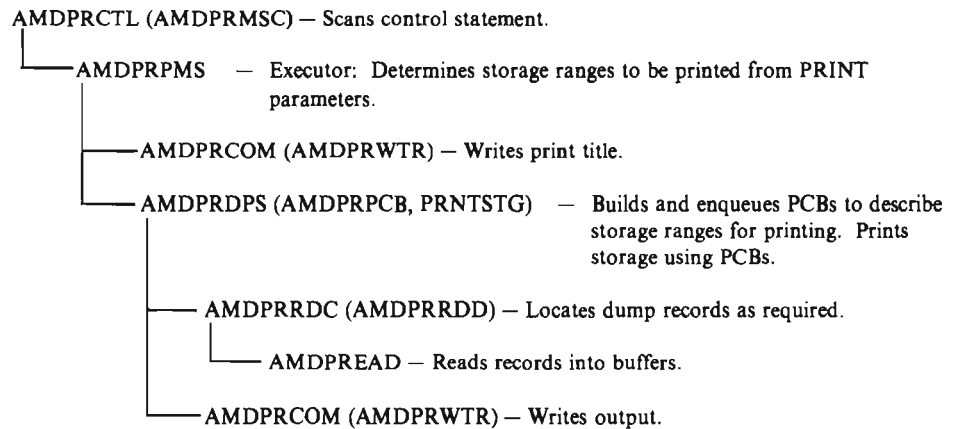 AMDPRCTL (AMDPRMSC) — Scans control statement.
AMDPRPMS — Executor: Determines storage ranges to be printed from PRINT
parameters.
AMDPRCOM (AMDPRWTR) — Writes print title.
AMDPRDPS (AMDPRPCB, PRNTSTG) — Builds and enqueues PCBs to describe
storage ranges for printing. Prints
storage using PCBs.
AMDPRRDC (AMDPRRDD) — Locates dump records as required.
AMDPREAD — Reads records into buffers.
AMDPRCOM (AMDPRWTR) — Writes output.